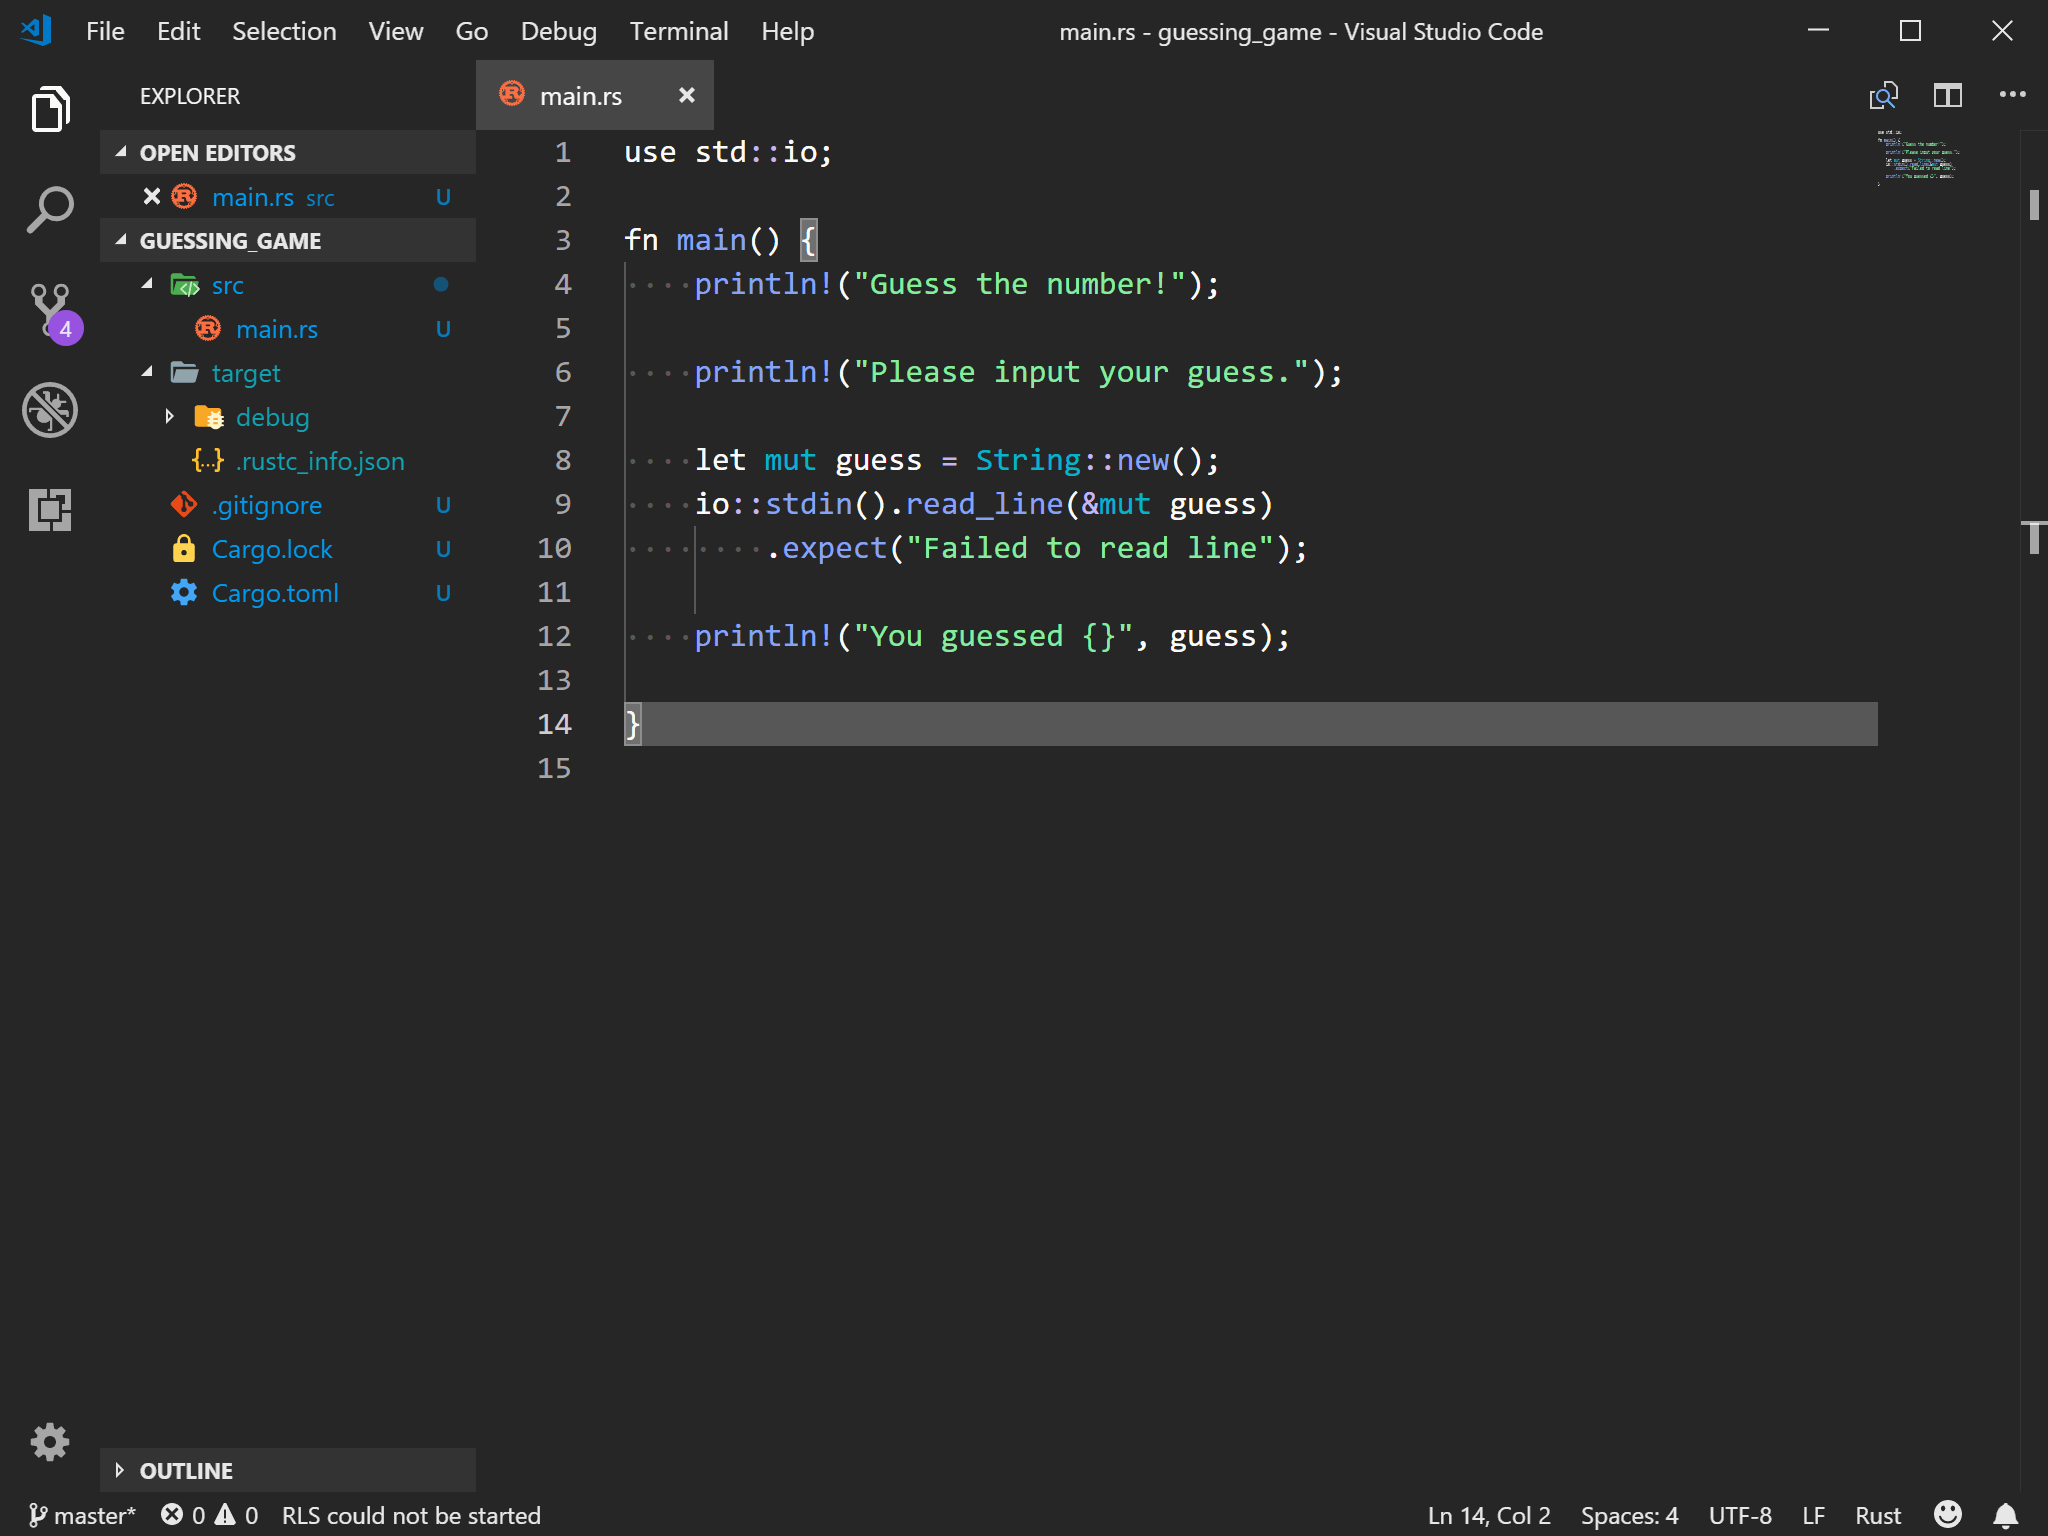 File Edit Selection View Go Debug Terminal Help main.rs - guessing_game - Visual Studio Code
EXPLORER
OPEN EDITORS
main.rs src U
GUESSING_GAME
src
main.rs U
target
debug
.rustc_info.json
.gitignore U
Cargo.lock U
Cargo.toml U
OUTLINE
4
main.rs
1 use std::io;
2
3 fn main() {
4 println!("Guess the number!");
5
6 println!("Please input your guess.");
7
8 let mut guess = String::new();
9 io::stdin().read_line(&mut guess)
10 .expect("Failed to read line");
11
12 println!("You guessed {}", guess);
13
14 }
15
master* 0 0 RLS could not be started Ln 14, Col 2 Spaces: 4 UTF-8 LF Rust